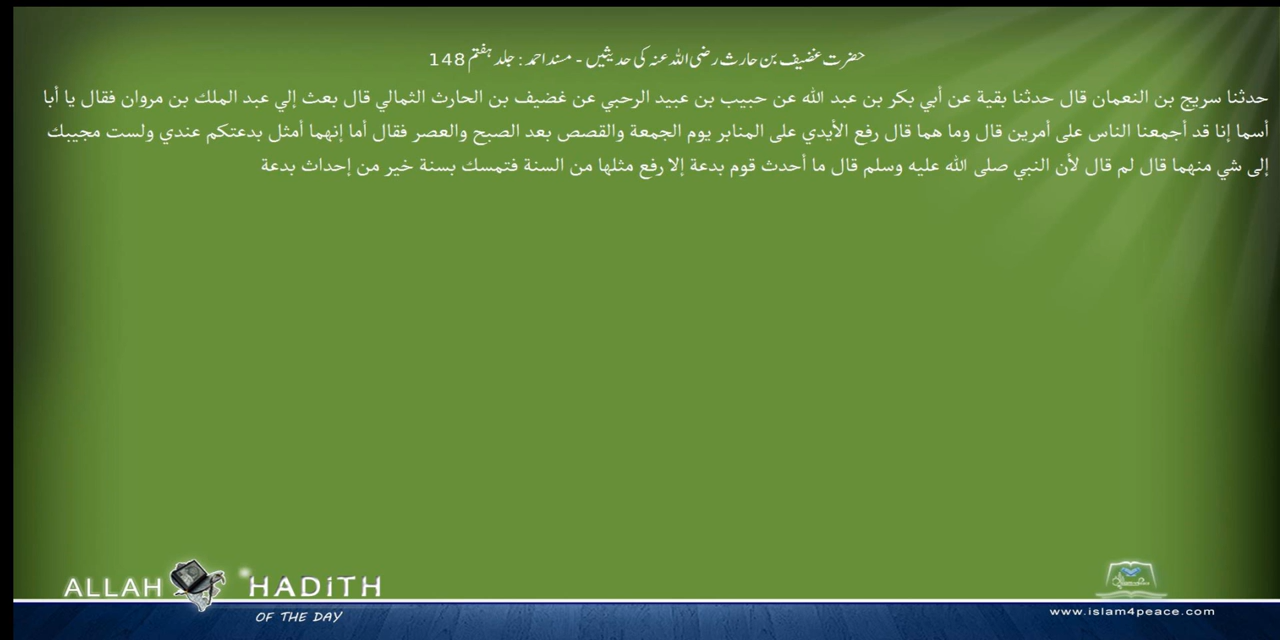 حضرت غضیف بن حارث رضی اللہ عنہ کی حدیثیں - مسند احمد : جلد ہفتم 148
حدثنا سريج بن النعمان قال حدثنا بقية عن أبي بكر بن عبد الله عن حبيب بن عبيد الرحبي عن غضيف بن الحارث الثمالي قال بعث إلي عبد الملك بن مروان فقال يا أبا
أسما إنا قد أجمعنا الناس على أمرين قال وما هما قال رفع الأيدي على المنابر يوم الجمعة والقصص بعد الصبح والعصر فقال أما إنهما أمثل بدعتكم عندي ولست مجيبك
إلى شي منهما قال لم قال لأن النبي صلى الله عليه وسلم قال ما أحدث قوم بدعة إلا رفع مثلها من السنة فتمسك بسنة خير من إحداث بدعة
ALLAH HADITH
OF THE DAY
www.islam4peace.com